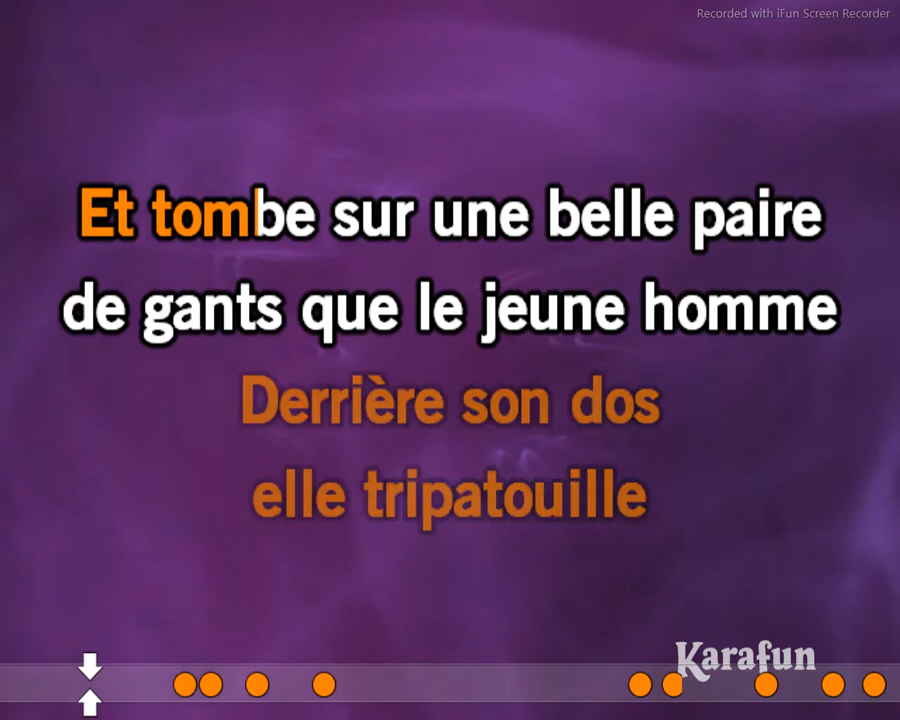 Recorded with iFun Screen Recorder
Et tombe sur une belle paire
de gants que le jeune homme
Derrière son dos
elle tripatouille
Karafun